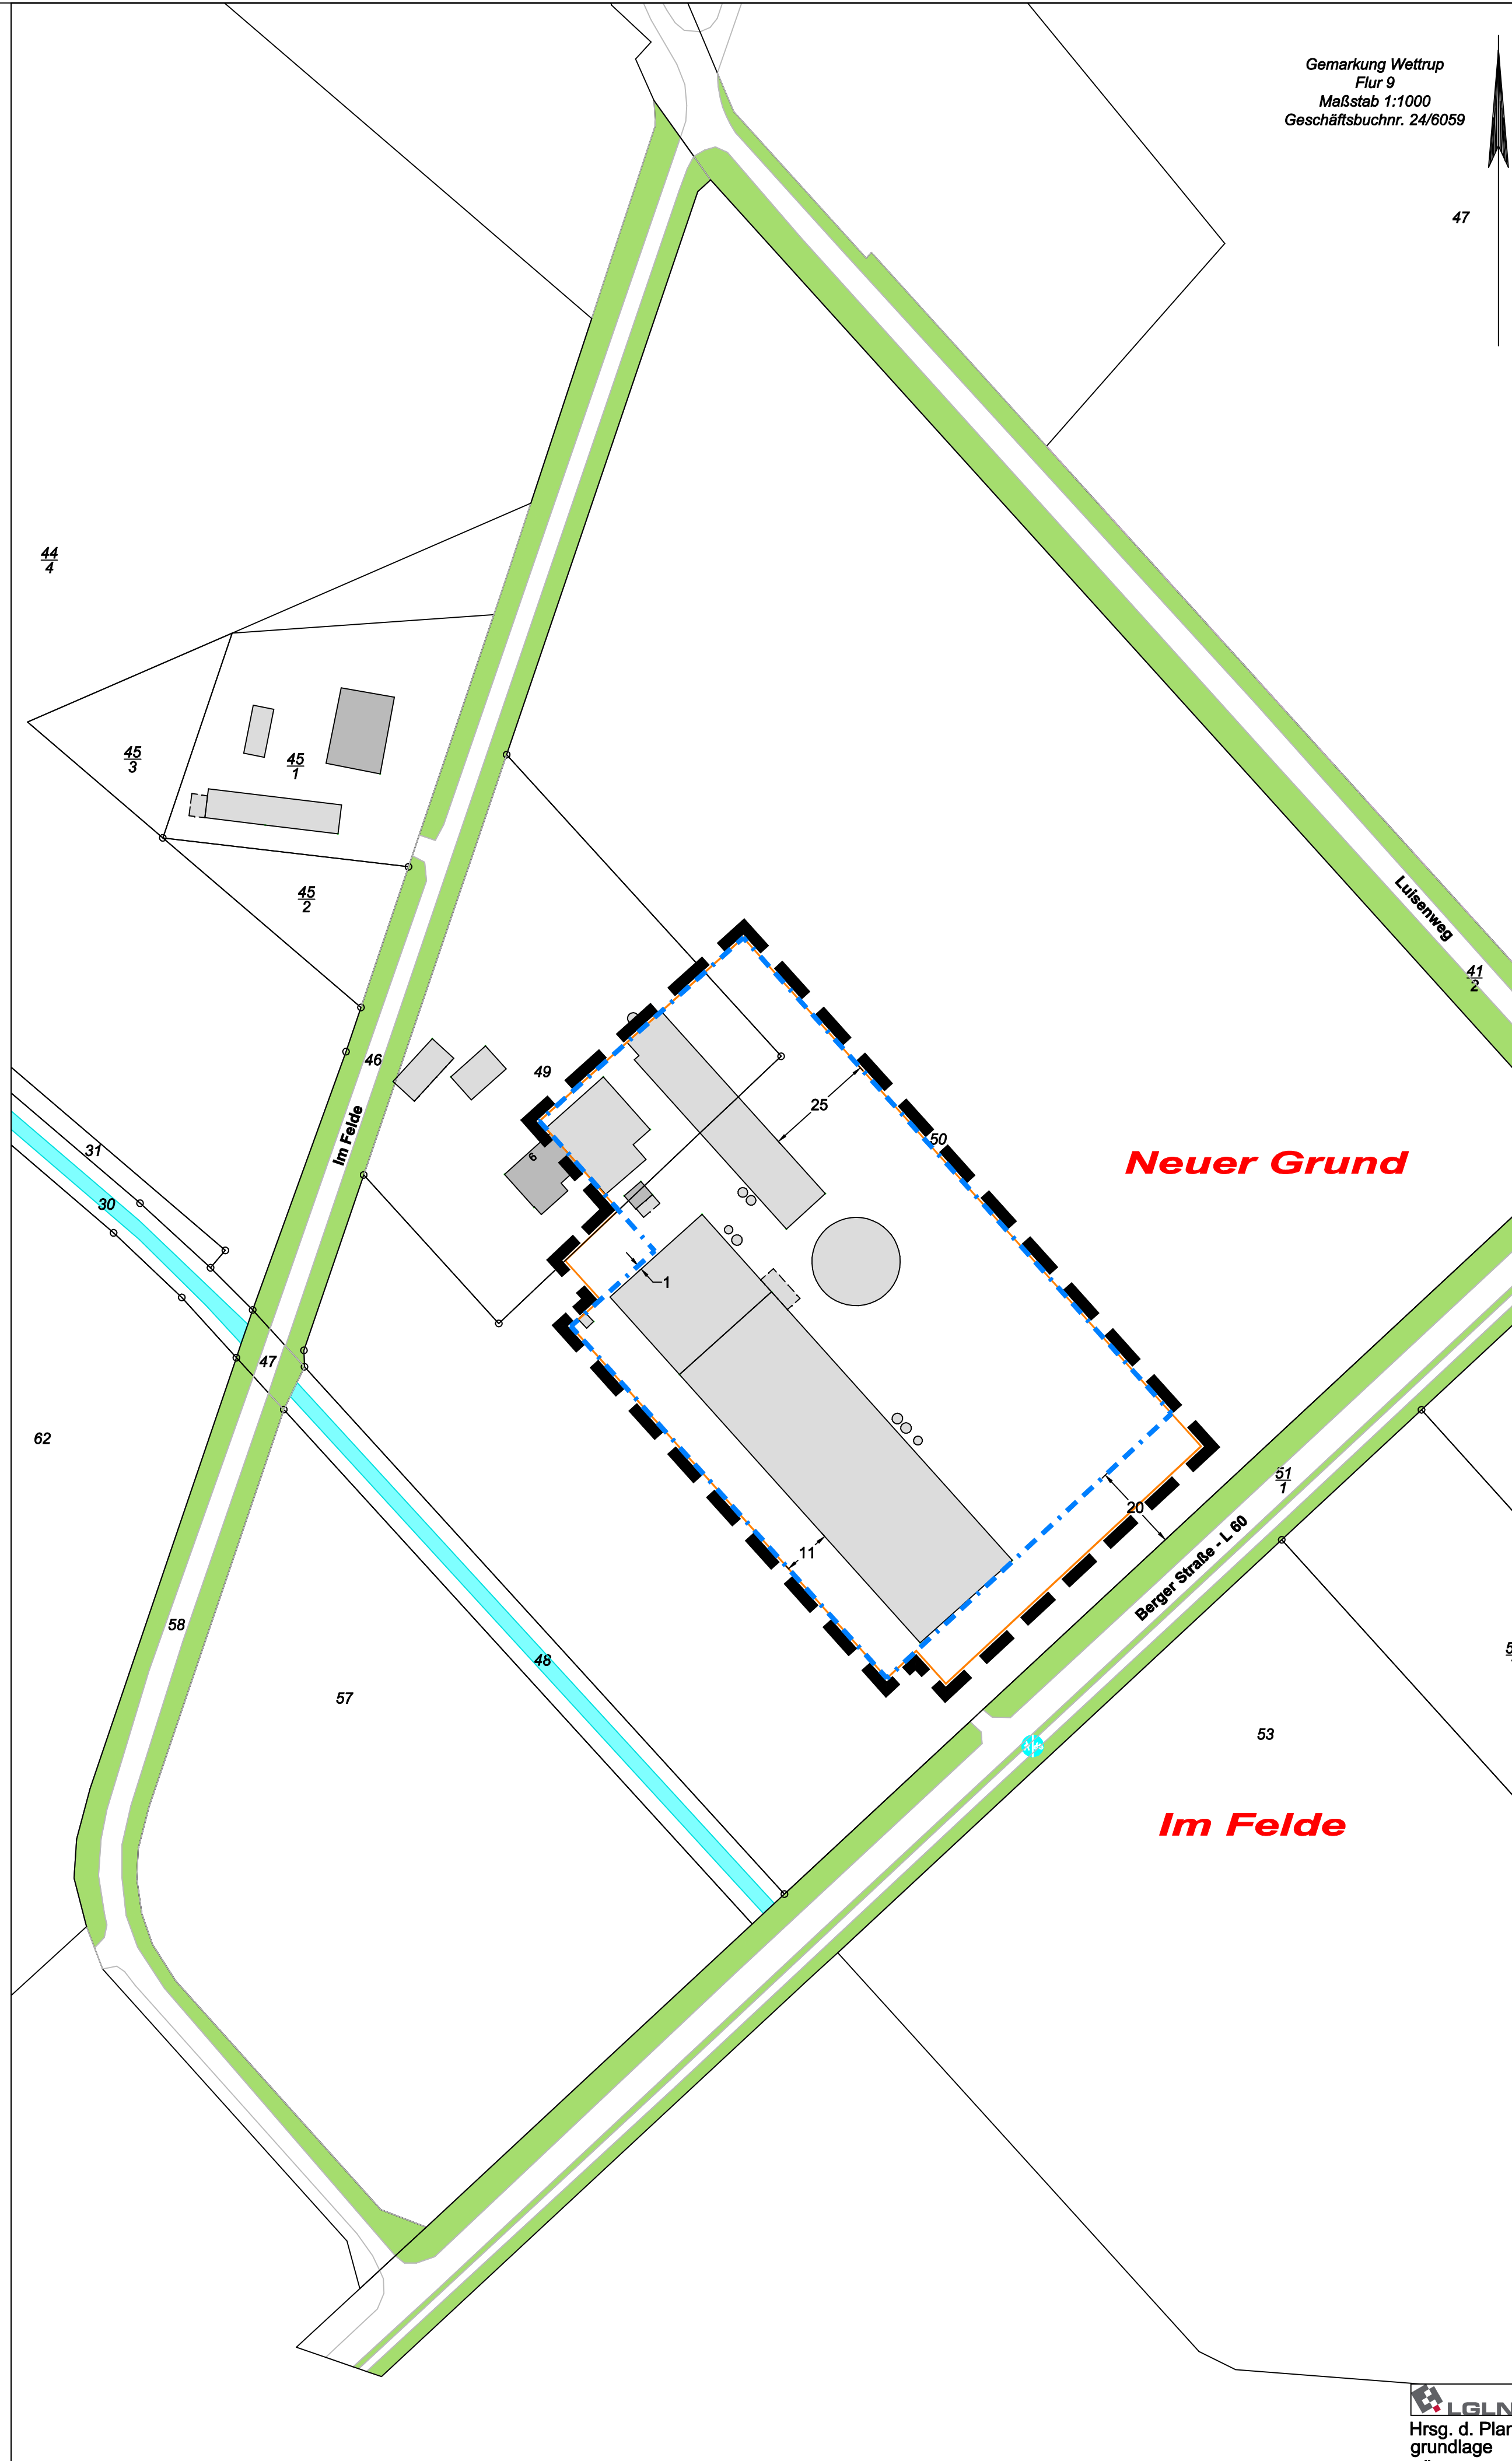 Gemarkung Wettrup
Flur 9
Maßstab 1:1000
Geschäftsbuchnr. 24/6059
47
44
4
45
3
45
1
45
2
Luisenweg
41
2
46
49
Im Felde
25
50
Neuer Grund
31
6
30
1
47
62
51
1
20
Berger Straße - L 60
11
58
48
57
53
Im Felde
LGLN
Hrsg. d. Plan
grundlage